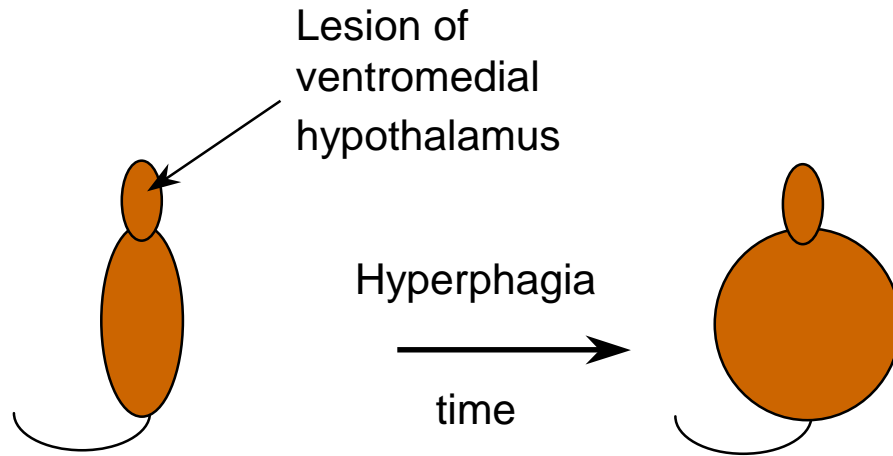 Lesion of
ventromedial
hypothalamus
Hyperphagia
time